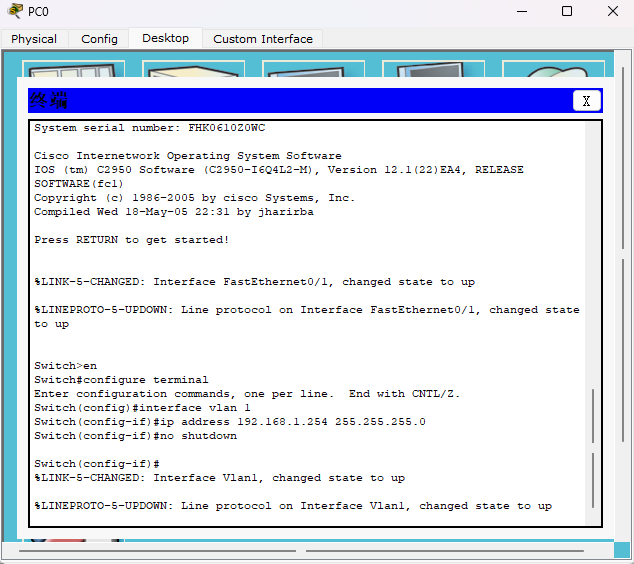 PC0
Physical Config Desktop Custom Interface
终端
X
System serial number: FHK0610Z0WC
Cisco Internetwork Operating System Software
IOS (tm) C2950 Software (C2950-I6Q4L2-M), Version 12.1(22)EA4, RELEASE
SOFTWARE(fc1)
Copyright (c) 1986-2005 by cisco Systems, Inc.
Compiled Wed 18-May-05 22:31 by jharirba
Press RETURN to get started!
%LINK-5-CHANGED: Interface FastEthernet0/1, changed state to up
%LINEPROTO-5-UPDOWN: Line protocol on Interface FastEthernet0/1, changed state
to up
Switch>en
Switch#configure terminal
Enter configuration commands, one per line.  End with CNTL/Z.
Switch(config)#interface vlan 1
Switch(config-if)#ip address 192.168.1.254 255.255.255.0
Switch(config-if)#no shutdown
Switch(config-if)#
%LINK-5-CHANGED: Interface Vlan1, changed state to up
%LINEPROTO-5-UPDOWN: Line protocol on Interface Vlan1, changed state to up